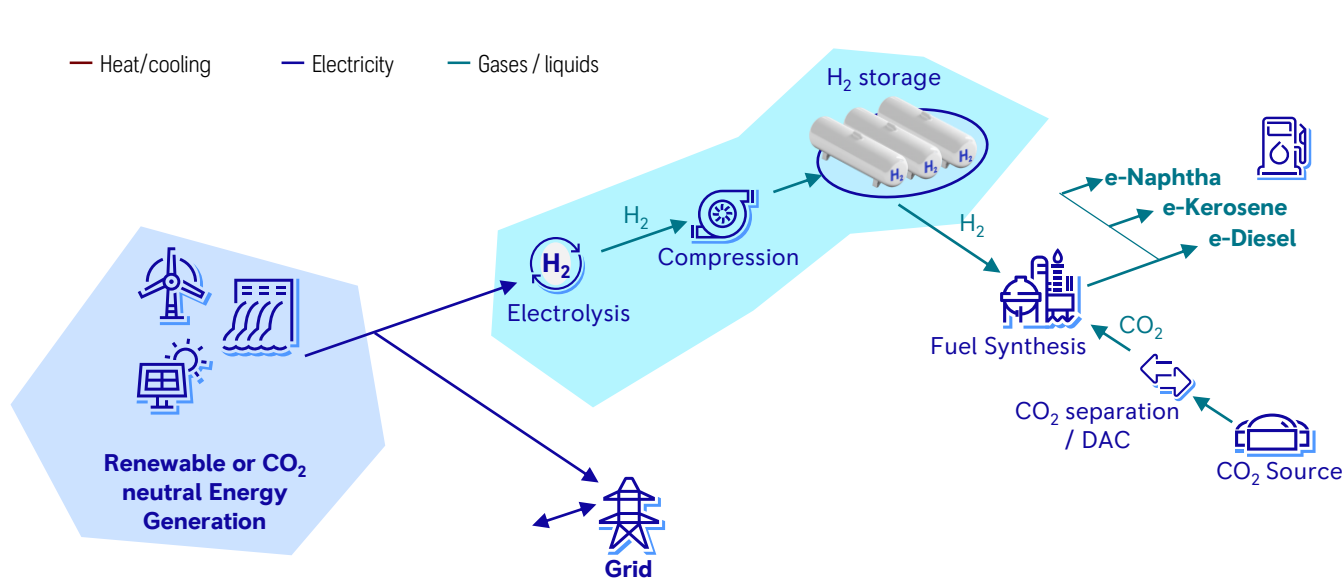 Heat/cooling
Electricity
Gases / liquids
H₂ storage
H₂
H₂
H₂
e-Naphtha
e-Kerosene
e-Diesel
H₂
H₂
Compression
H₂
Electrolysis
Fuel Synthesis
CO₂
CO₂ separation
/ DAC
CO₂ Source
Renewable or CO₂
neutral Energy
Generation
Grid